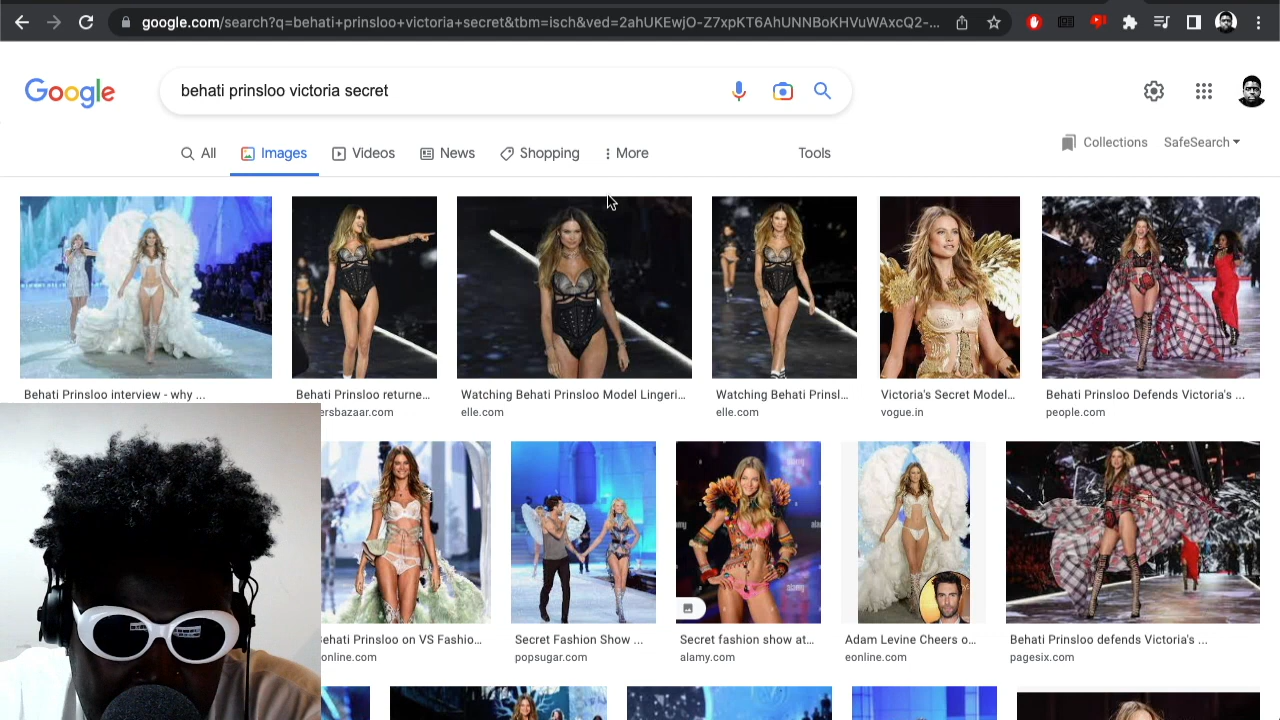 google.com/search?q=behati+prinsloo+victoria+secret&tbm=isch&ved=2ahUKEwjO-Z7xpKT6AhUNNBoKHVuWAxcQ2-...
Google
behati prinsloo victoria secret
All Images Videos News Shopping More Tools
Collections SafeSearch
Behati Prinsloo interview - why ...
Behati Prinsloo returne...
ersbazaar.com
Watching Behati Prinsloo Model Lingeri...
elle.com
Watching Behati Prinsl...
elle.com
Victoria's Secret Model...
vogue.in
Behati Prinsloo Defends Victoria's ...
people.com
ehati Prinsloo on VS Fashio...
online.com
Secret Fashion Show ...
popsugar.com
alamy
Secret fashion show at...
alamy.com
Adam Levine Cheers o...
eonline.com
Behati Prinsloo defends Victoria's ...
pagesix.com